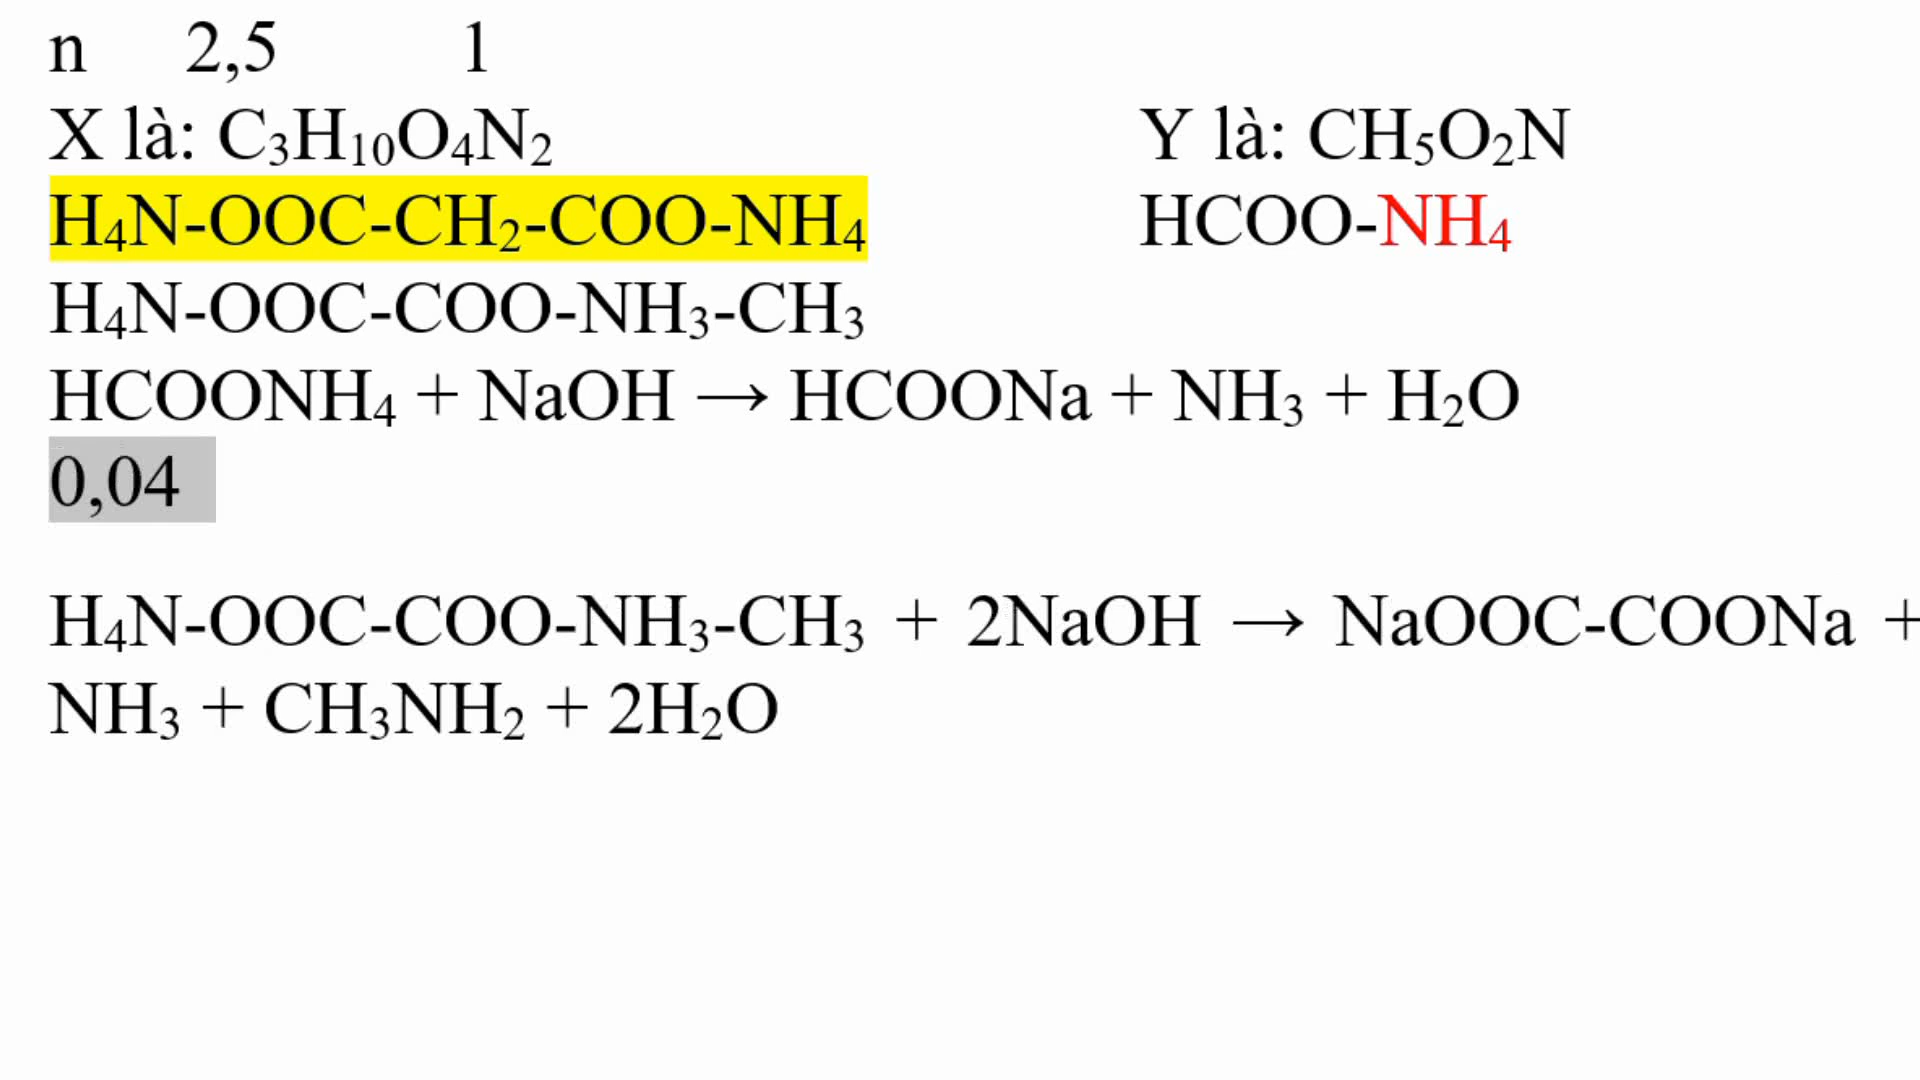 n 2,5 1
X là: C₃H₁₀O₄N₂ Y là: CH₅O₂N
H₄N-OOC-CH₂-COO-NH₄ HCOO-NH₄
H₄N-OOC-COO-NH₃-CH₃
HCOONH₄ + NaOH → HCOONa + NH₃ + H₂O
0,04
H₄N-OOC-COO-NH₃-CH₃ + 2NaOH → NaOOC-COONa +
NH₃ + CH₃NH₂ + 2H₂O